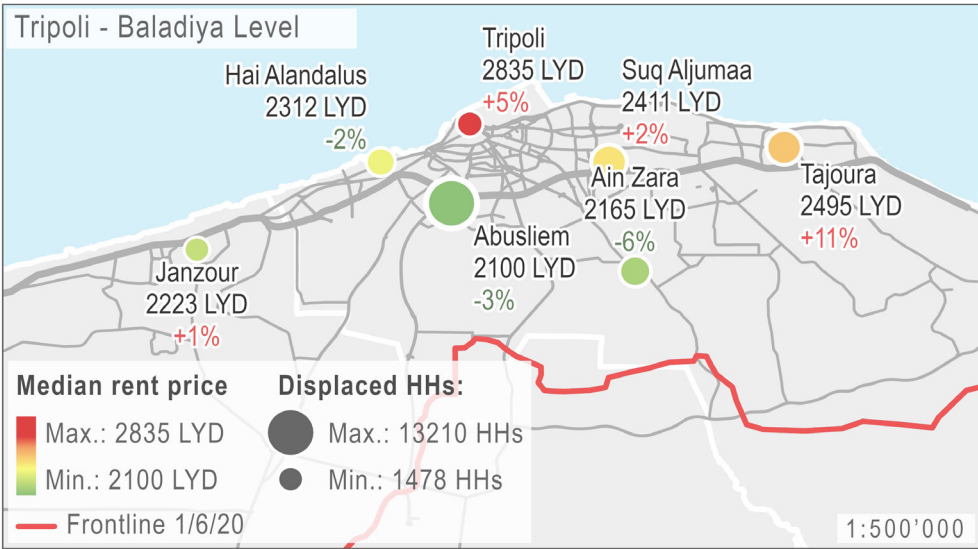 Tripoli - Baladiya Level
Tripoli
2835 LYD
+5%
Hai Alandalus
2312 LYD
-2%
Suq Aljumaa
2411 LYD
+2%
Ain Zara
2165 LYD
-6%
Tajoura
2495 LYD
+11%
Abusliem
2100 LYD
-3%
Janzour
2223 LYD
+1%
Median rent price
Max.: 2835 LYD
Min.: 2100 LYD
Frontline 1/6/20
Displaced HHs:
Max.: 13210 HHs
Min.: 1478 HHs
1:500'000